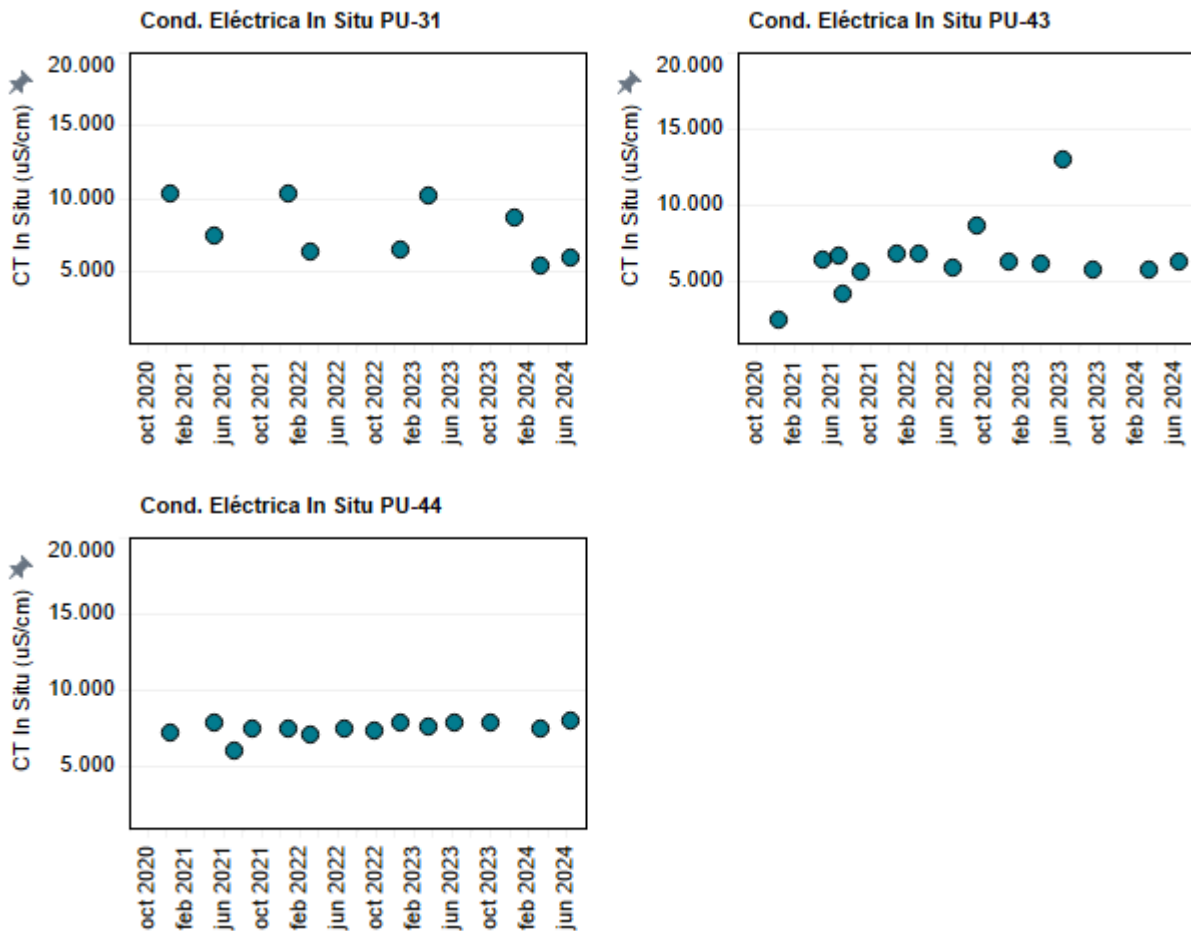 Cond. Eléctrica In Situ PU-31
CT In Situ (uS/cm)
20.000
15.000
10.000
5.000
oct 2020
feb 2021
jun 2021
oct 2021
feb 2022
jun 2022
oct 2022
feb 2023
jun 2023
oct 2023
feb 2024
jun 2024
Cond. Eléctrica In Situ PU-43
CT In Situ (uS/cm)
20.000
15.000
10.000
5.000
oct 2020
feb 2021
jun 2021
oct 2021
feb 2022
jun 2022
oct 2022
feb 2023
jun 2023
oct 2023
feb 2024
jun 2024
Cond. Eléctrica In Situ PU-44
CT In Situ (uS/cm)
20.000
15.000
10.000
5.000
oct 2020
feb 2021
jun 2021
oct 2021
feb 2022
jun 2022
oct 2022
feb 2023
jun 2023
oct 2023
feb 2024
jun 2024